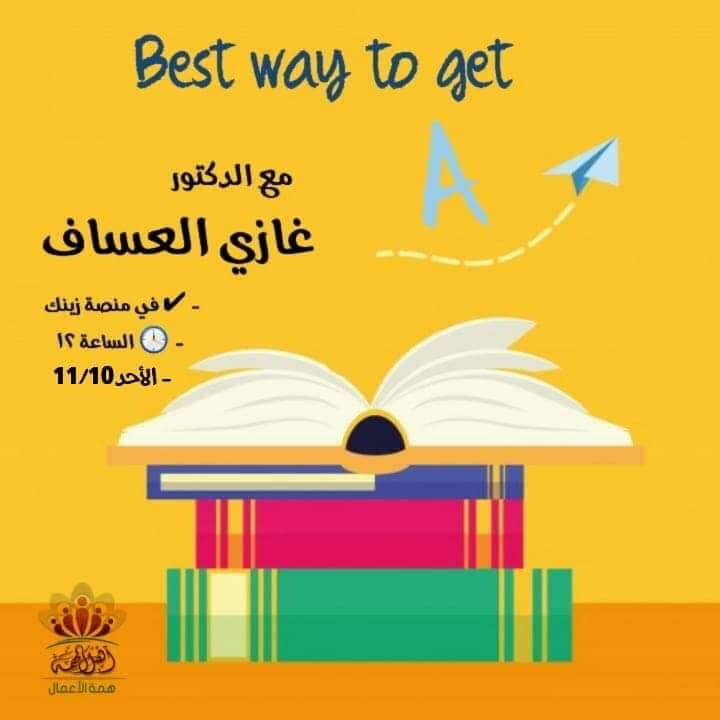 Best way to get
A
مع الدكتور
غازي العساف
- ✔ في منصة زينك
- 🕛 الساعة ١٢
- الأحد 11/10
أهل الهمة
همة الأعمال